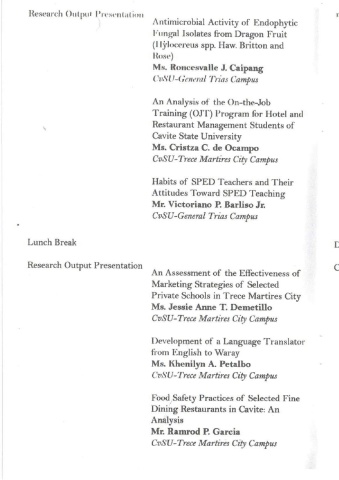 Research Output Presentation
Antimicrobial Activity of Endophytic
Fungal Isolates from Dragon Fruit
(Hylocereus spp. Haw. Britton and
Rose)
Ms. Roncesvalle J. Caipang
CvSU-General Trias Campus
An Analysis of the On-the-Job
Training (OJT) Program for Hotel and
Restaurant Management Students of
Cavite State University
Ms. Cristza C. de Ocampo
CvSU-Trece Martires City Campus
Habits of SPED Teachers and Their
Attitudes Toward SPED Teaching
Mr. Victoriano P. Barliso Jr.
CvSU-General Trias Campus
Lunch Break
Research Output Presentation
An Assessment of the Effectiveness of
Marketing Strategies of Selected
Private Schools in Trece Martires City
Ms. Jessie Anne T. Demetillo
CvSU-Trece Martires City Campus
Development of a Language Translator
from English to Waray
Ms. Khenilyn A. Petalbo
CvSU-Trece Martires City Campus
Food Safety Practices of Selected Fine
Dining Restaurants in Cavite: An
Analysis
Mr. Ramrod P. Garcia
CvSU-Trece Martires City Campus